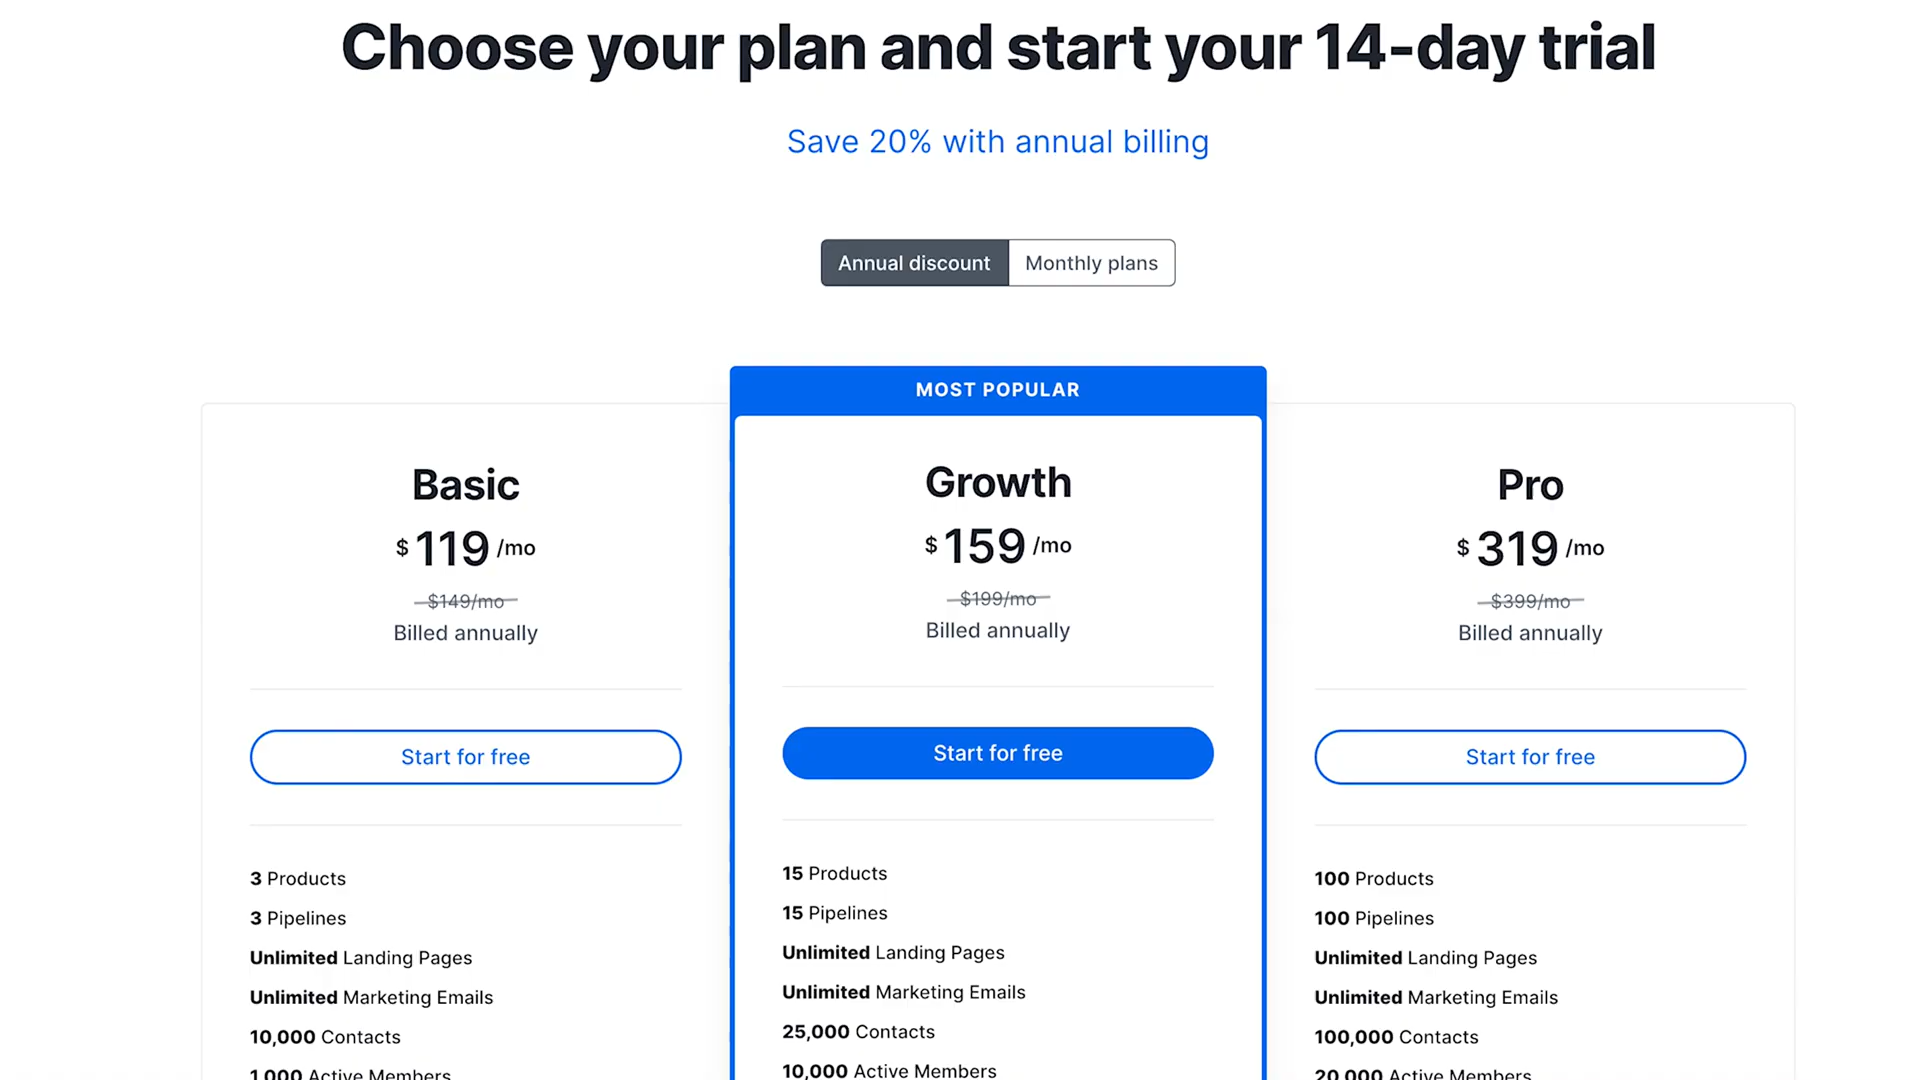 Choose your plan and start your 14-day trial
Save 20% with annual billing
Annual discount
Monthly plans
MOST POPULAR
Basic
$ 119 /mo
$149/mo
Billed annually
Start for free
3 Products
3 Pipelines
Unlimited Landing Pages
Unlimited Marketing Emails
10,000 Contacts
1,000 Active Members
Growth
$ 159 /mo
$199/mo
Billed annually
Start for free
15 Products
15 Pipelines
Unlimited Landing Pages
Unlimited Marketing Emails
25,000 Contacts
10,000 Active Members
Pro
$ 319 /mo
$399/mo
Billed annually
Start for free
100 Products
100 Pipelines
Unlimited Landing Pages
Unlimited Marketing Emails
100,000 Contacts
20,000 Active Members